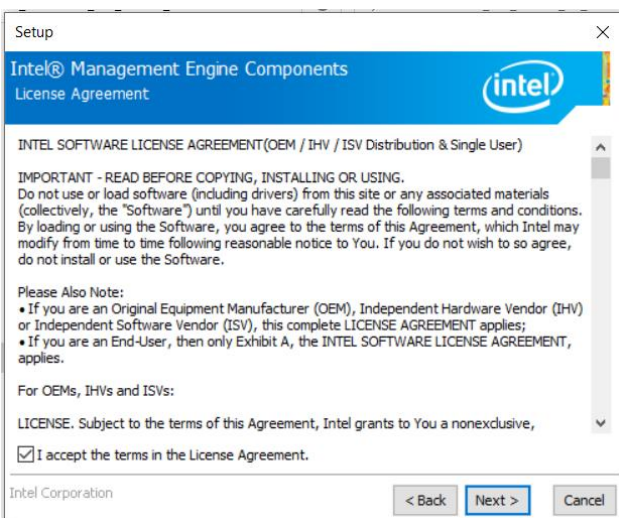 Setup
Intel® Management Engine Components
License Agreement
intel
INTEL SOFTWARE LICENSE AGREEMENT(OEM / IHV / ISV Distribution & Single User)
IMPORTANT - READ BEFORE COPYING, INSTALLING OR USING.
Do not use or load software (including drivers) from this site or any associated materials
(collectively, the "Software") until you have carefully read the following terms and conditions.
By loading or using the Software, you agree to the terms of this Agreement, which Intel may
modify from time to time following reasonable notice to You. If you do not wish to so agree,
do not install or use the Software.
Please Also Note:
• If you are an Original Equipment Manufacturer (OEM), Independent Hardware Vendor (IHV)
or Independent Software Vendor (ISV), this complete LICENSE AGREEMENT applies;
• If you are an End-User, then only Exhibit A, the INTEL SOFTWARE LICENSE AGREEMENT,
applies.
For OEMs, IHVs and ISVs:
LICENSE. Subject to the terms of this Agreement, Intel grants to You a nonexclusive,
I accept the terms in the License Agreement.
Intel Corporation
< Back Next > Cancel